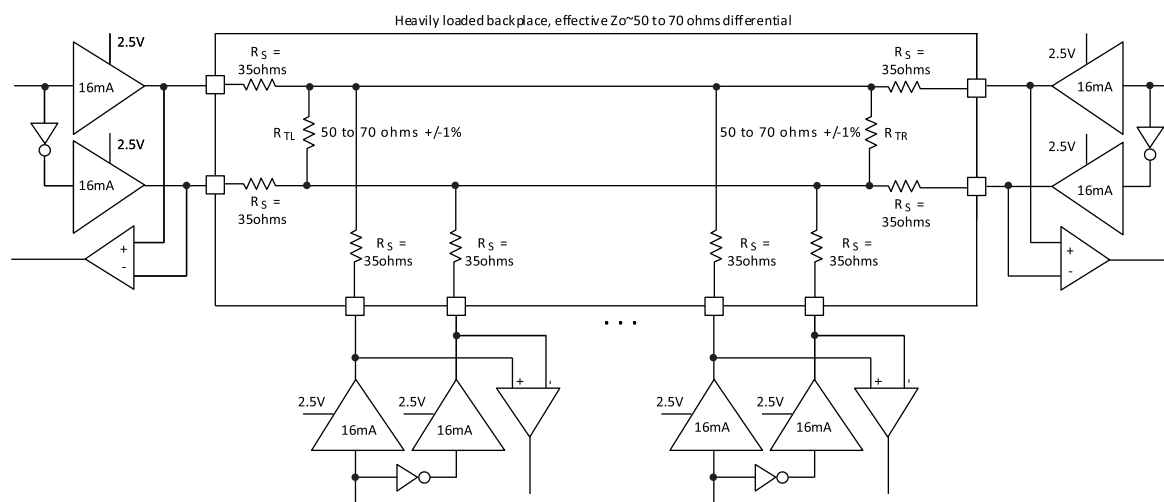 Heavily loaded backplace, effective Zo~50 to 70 ohms differential
2.5V
RS =
35ohms
RS =
35ohms
2.5V
16mA
16mA
RTL
50 to 70 ohms +/-1%
50 to 70 ohms +/-1%
RTR
2.5V
2.5V
16mA
16mA
RS =
35ohms
RS =
35ohms
+
-
RS =
35ohms
RS =
35ohms
RS =
35ohms
RS =
35ohms
+
-
. . .
+
-
+
-
2.5V
2.5V
2.5V
2.5V
16mA
16mA
16mA
16mA